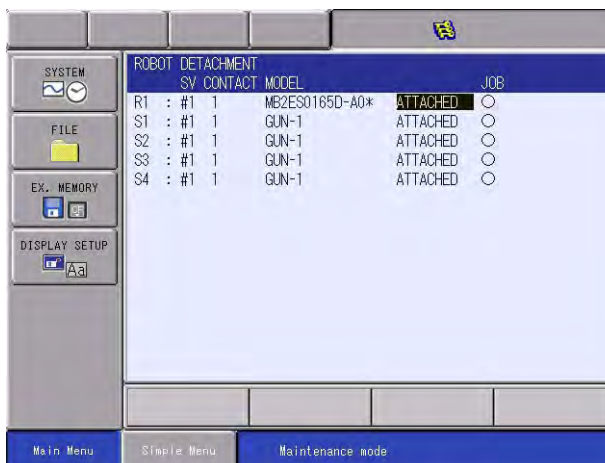 SYSTEM
FILE
EX. MEMORY
CF
DISPLAY SETUP
Aa
ROBOT DETACHMENT
SV CONTACT MODEL JOB
R1 : #1 1 MB2ES0165D-A0* ATTACHED ○
S1 : #1 1 GUN-1 ATTACHED ○
S2 : #1 1 GUN-1 ATTACHED ○
S3 : #1 1 GUN-1 ATTACHED ○
S4 : #1 1 GUN-1 ATTACHED ○
Main Menu Simple Menu Maintenance mode